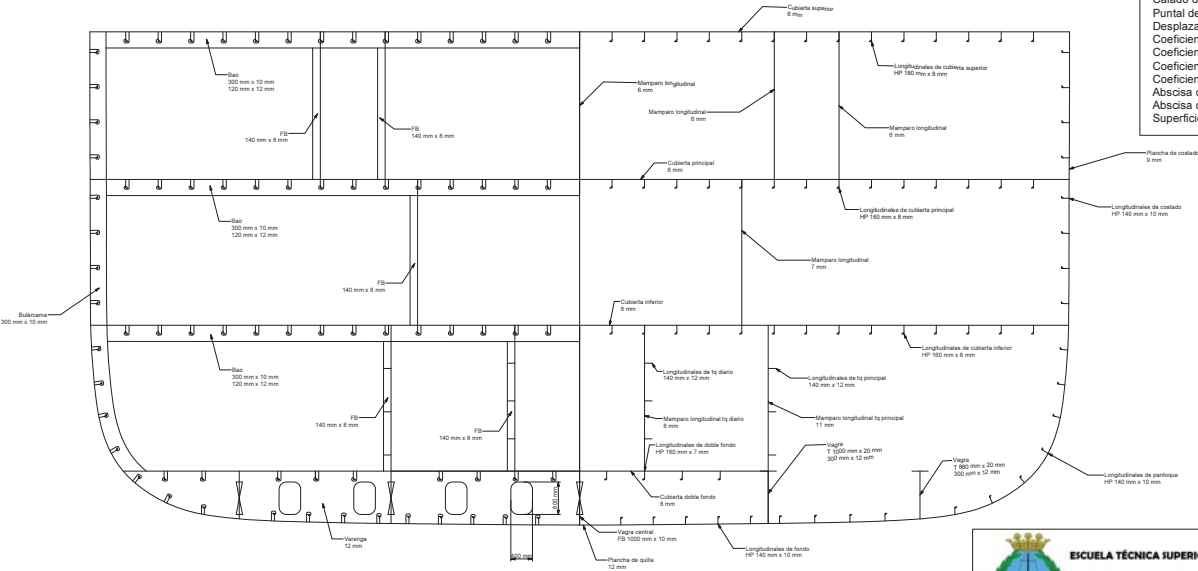 Calado d
Puntal de
Desplaza
Coeficien
Coeficien
Coeficien
Coeficien
Abscisa d
Abscisa d
Superficie
Cubierta superior
6 mm
Bao
300 mm x 10 mm
120 mm x 12 mm
FB
140 mm x 8 mm
FB
140 mm x 8 mm
Mamparo longitudinal
6 mm
Mamparo longitudinal
6 mm
Longitudinales de cubierta superior
HP 180 mm x 8 mm
Mamparo longitudinal
6 mm
Plancha de costado
9 mm
Cubierta principal
6 mm
Bao
300 mm x 10 mm
120 mm x 12 mm
Longitudinales de cubierta principal
HP 160 mm x 8 mm
Longitudinales de costado
HP 140 mm x 10 mm
Mamparo longitudinal
7 mm
FB
140 mm x 8 mm
Bulárcama
300 mm x 10 mm
Cubierta inferior
8 mm
Bao
300 mm x 10 mm
120 mm x 12 mm
Longitudinales de cubierta inferior
HP 160 mm x 8 mm
Longitudinales de tq diario
140 mm x 12 mm
Longitudinales de tq principal
140 mm x 12 mm
FB
140 mm x 8 mm
FB
140 mm x 8 mm
Mamparo longitudinal tq diario
8 mm
Mamparo longitudinal tq principal
11 mm
Longitudinales de doble fondo
HP 160 mm x 7 mm
Vagra
T 1000 mm x 20 mm
300 mm x 12 mm
Vagra
T 880 mm x 20 mm
300 mm x 12 mm
Longitudinales de pantoque
HP 140 mm x 10 mm
600 mm
Cubierta doble fondo
8 mm
Varenga
12 mm
Vagra central
FB 1000 mm x 10 mm
400 mm
Plancha de quilla
12 mm
Longitudinales de fondo
HP 140 mm x 10 mm
ESCUELA TÉCNICA SUPERIO